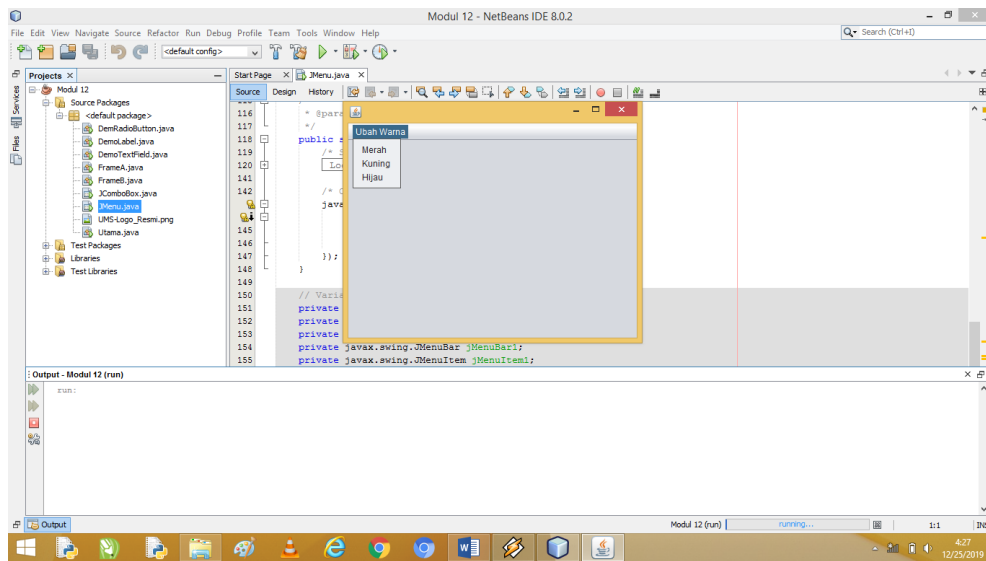 Modul 12 - NetBeans IDE 8.0.2
File Edit View Navigate Source Refactor Run Debug Profile Team Tools Window Help
Search (Ctrl+I)
<default config>
Projects
Services
Files
Modul 12
Source Packages
<default package>
DemRadioButton.java
DemoLabel.java
DemoTextField.java
FrameA.java
FrameB.java
JComboBox.java
JMenu.java
UMS-Logo_Resmi.png
Utama.java
Test Packages
Libraries
Test Libraries
Start Page JMenu.java
Source Design History
116 * @para
117 */
118 public s
119
120 Lo
141
142 /* 
java
145
146
147 });
148 }
149
150 // Varia
151 private
152 private
153 private
154 private javax.swing.JMenuBar jMenuBar1;
155 private javax.swing.JMenuItem jMenuItem1;
Ubah Warna
Merah
Kuning
Hijau
Output - Modul 12 (run)
run:
Output
Modul 12 (run) running... 1:1 INS
4:27
12/25/2019